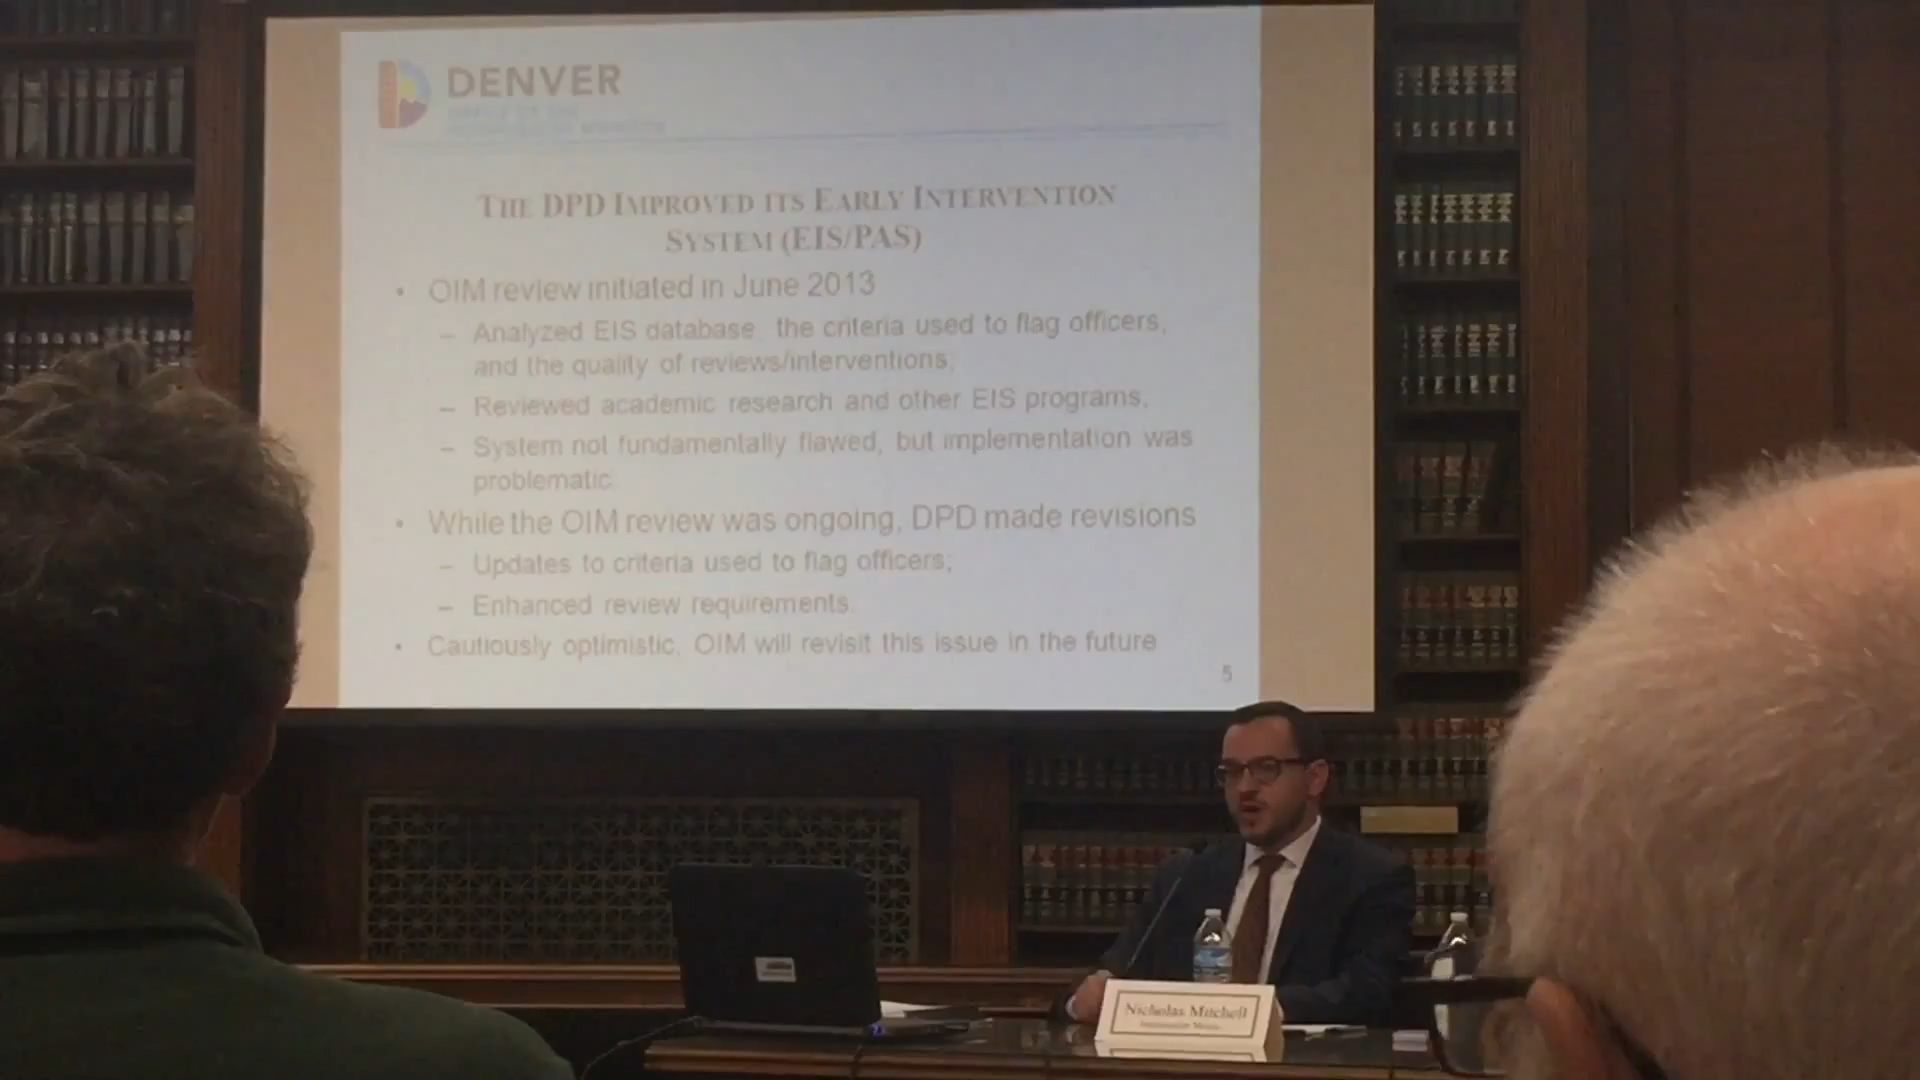 DENVER
THE DPD IMPROVED ITS EARLY INTERVENTION
SYSTEM (EIS/PAS)
• OIM review initiated in June 2013
– Analyzed EIS database, the criteria used to flag officers,
and the quality of reviews/interventions;
– Reviewed academic research and other EIS programs;
– System not fundamentally flawed, but implementation was
problematic.
• While the OIM review was ongoing, DPD made revisions
– Updates to criteria used to flag officers;
– Enhanced review requirements.
• Cautiously optimistic, OIM will revisit this issue in the future
5
Nicholas Mitchell